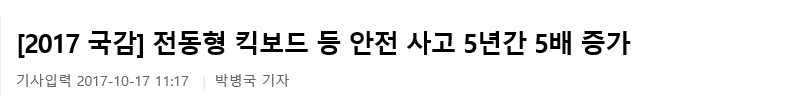 [2017 국감] 전동형 킥보드 등 안전 사고 5년간 5배 증가
기사입력 2017-10-17 11:17 | 박병국 기자